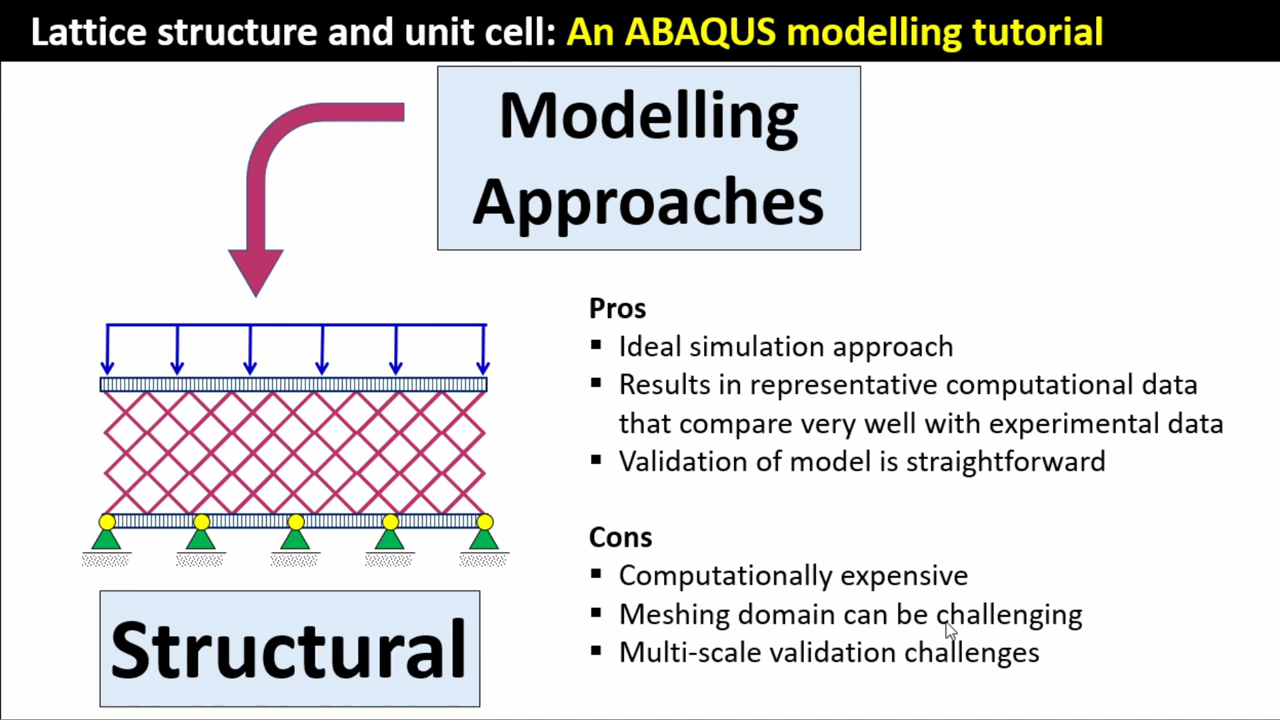 Lattice structure and unit cell: An ABAQUS modelling tutorial
Modelling
Approaches
Pros
▪ Ideal simulation approach
▪ Results in representative computational data
that compare very well with experimental data
▪ Validation of model is straightforward
Cons
▪ Computationally expensive
▪ Meshing domain can be challenging
▪ Multi-scale validation challenges
Structural